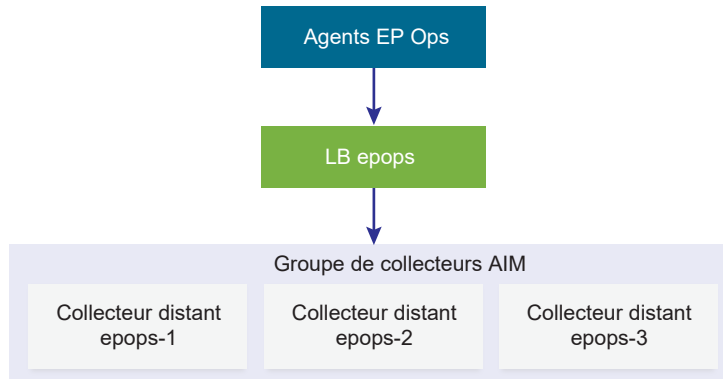 Agents EP Ops
LB epops
Groupe de collecteurs AIM
Collecteur distant
epops-1
Collecteur distant
epops-2
Collecteur distant
epops-3